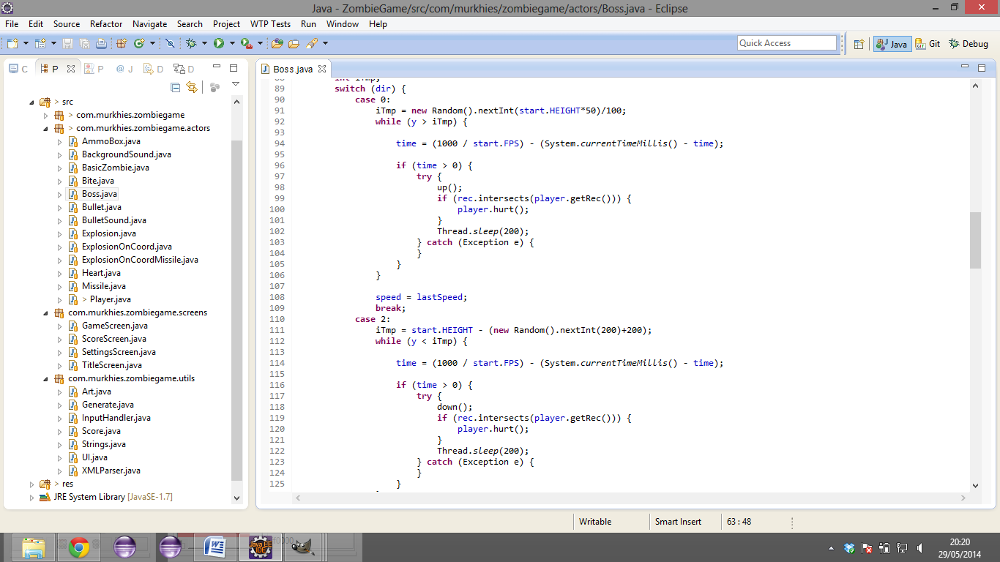 Java - ZombieGame/src/com/murkhies/zombiegame/actors/Boss.java - Eclipse
File Edit Source Refactor Navigate Search Project WTP Tests Run Window Help
Quick Access
Java
Git
Debug
C
P
P
@ J
D
D
> src
> com.murkhies.zombiegame
> com.murkhies.zombiegame.actors
AmmoBox.java
BackgroundSound.java
BasicZombie.java
Bite.java
Boss.java
Bullet.java
BulletSound.java
Explosion.java
ExplosionOnCoord.java
ExplosionOnCoordMissile.java
Heart.java
Missile.java
> Player.java
com.murkhies.zombiegame.screens
GameScreen.java
ScoreScreen.java
SettingsScreen.java
TitleScreen.java
com.murkhies.zombiegame.utils
Art.java
Generate.java
InputHandler.java
Score.java
Strings.java
UI.java
XMLParser.java
> res
JRE System Library [JavaSE-1.7]
Boss.java
88 int iTmp;
89 switch (dir) {
90 case 0:
91 iTmp = new Random().nextInt(start.HEIGHT*50)/100;
92 while (y > iTmp) {
93
94 time = (1000 / start.FPS) - (System.currentTimeMillis() - time);
95
96 if (time > 0) {
97 try {
98 up();
99 if (rec.intersects(player.getRec())) {
100 player.hurt();
101 }
102 Thread.sleep(200);
103 } catch (Exception e) {
104 }
105 }
106 }
107
108 speed = lastSpeed;
109 break;
110 case 2:
111 iTmp = start.HEIGHT - (new Random().nextInt(200)+200);
112 while (y < iTmp) {
113
114 time = (1000 / start.FPS) - (System.currentTimeMillis() - time);
115
116 if (time > 0) {
117 try {
118 down();
119 if (rec.intersects(player.getRec())) {
120 player.hurt();
121 }
122 Thread.sleep(200);
123 } catch (Exception e) {
124 }
125 }
Writable
Smart Insert
63 : 48
Java EE
IDE
20:20
29/05/2014